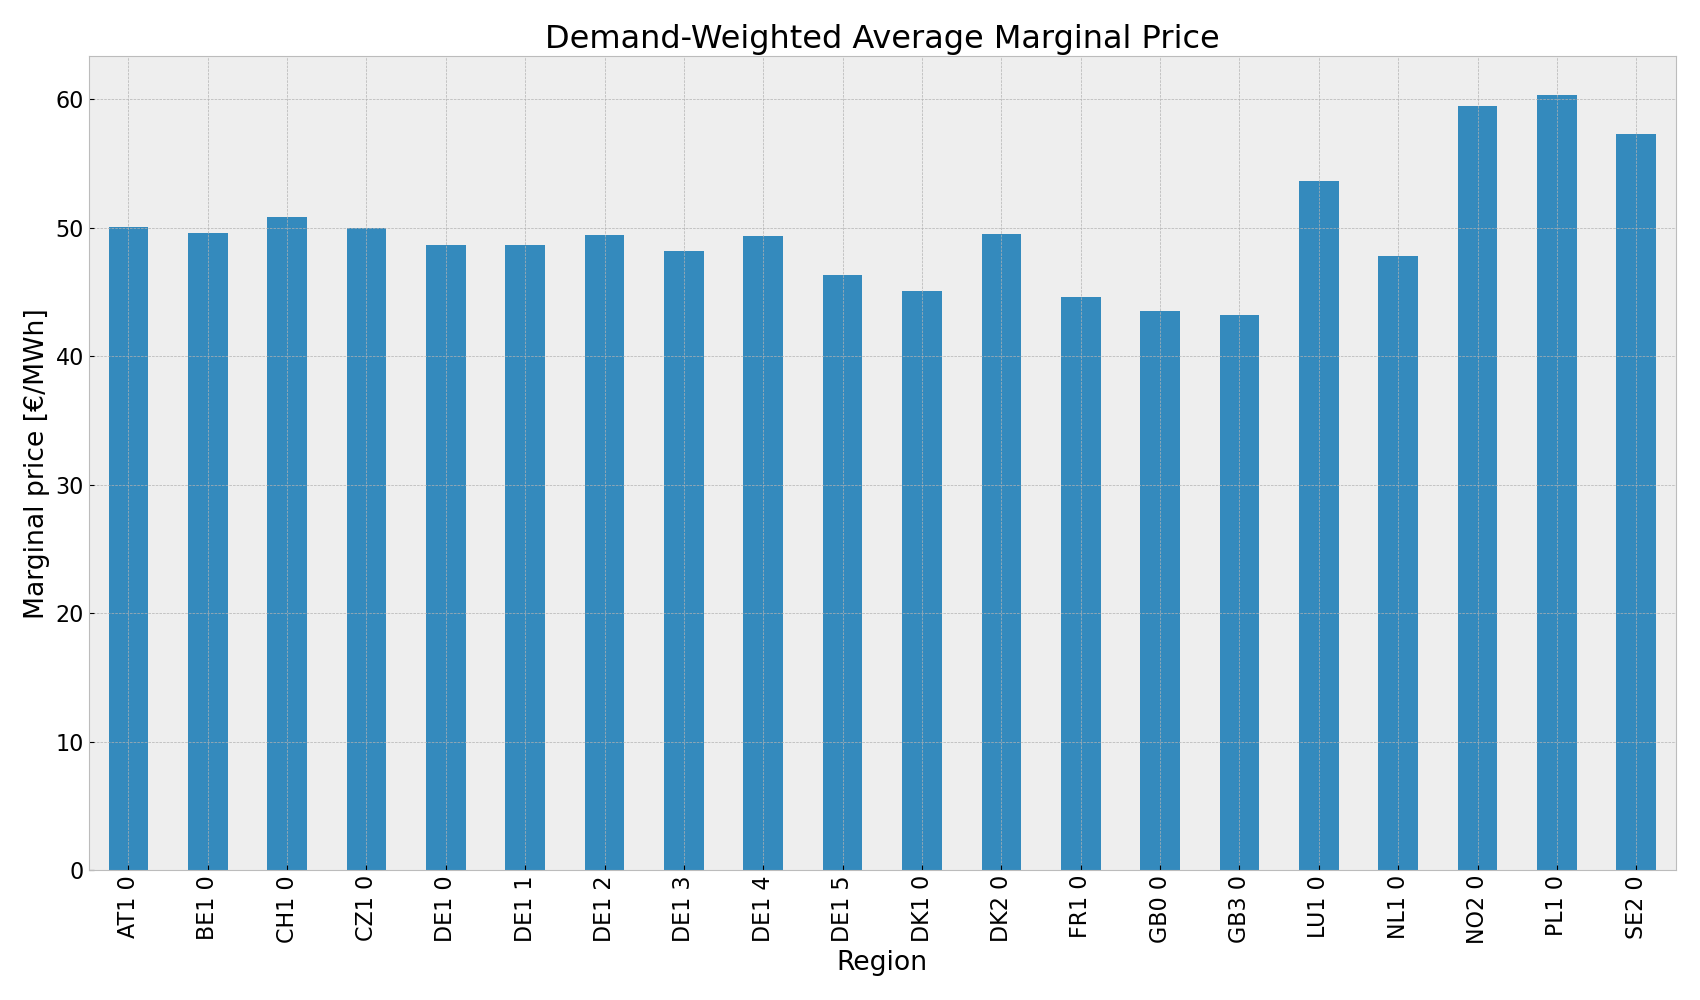 Demand-Weighted Average Marginal Price
Marginal price [€/MWh]
60
50
40
30
20
10
0
AT1 0
BE1 0
CH1 0
CZ1 0
DE1 0
DE1 1
DE1 2
DE1 3
DE1 4
DE1 5
DK1 0
DK2 0
FR1 0
GB0 0
GB3 0
LU1 0
NL1 0
NO2 0
PL1 0
SE2 0
Region